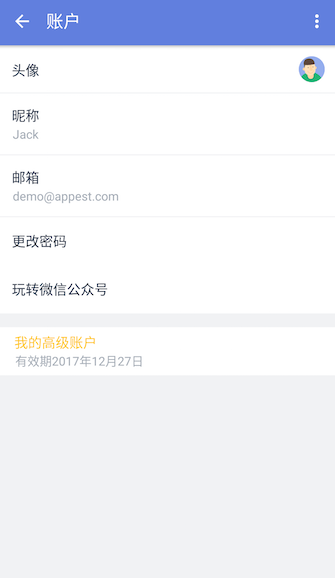 账户
头像
昵称
Jack
邮箱
demo@appest.com
更改密码
玩转微信公众号
我的高级账户
有效期2017年12月27日